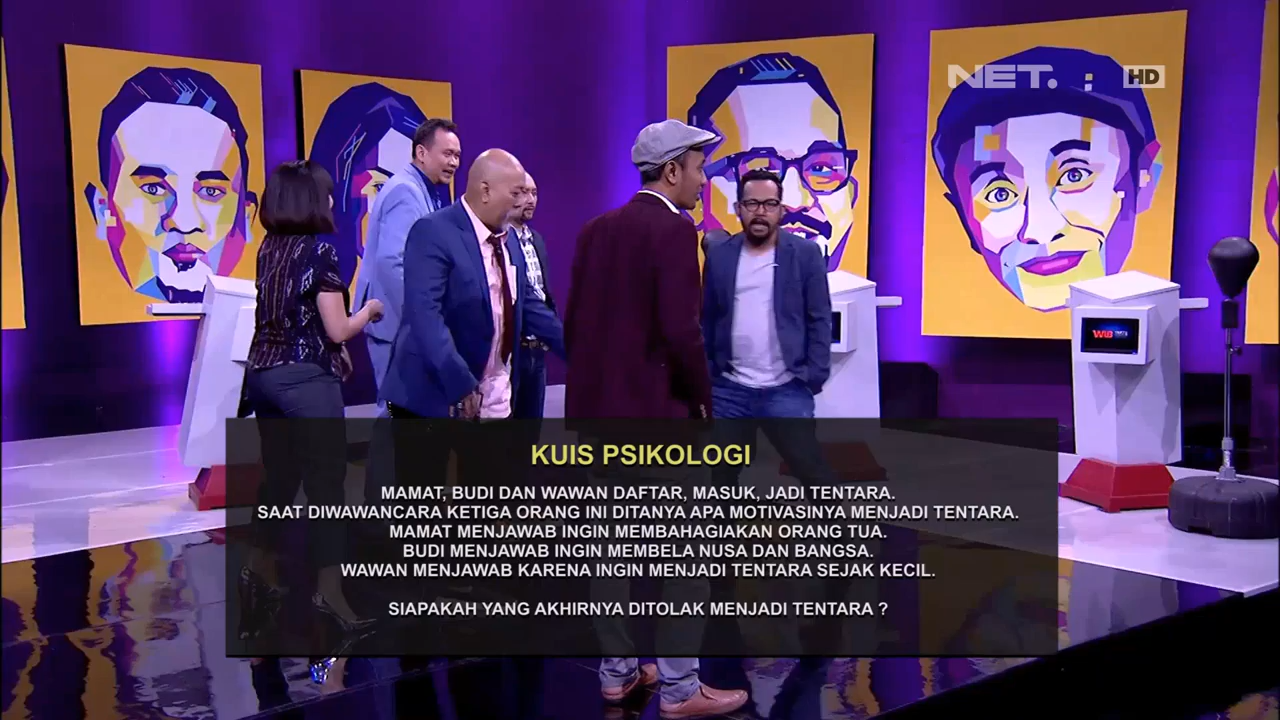 NET. HD
WIB
KUIS PSIKOLOGI
MAMAT, BUDI DAN WAWAN DAFTAR, MASUK, JADI TENTARA.
SAAT DIWAWANCARA KETIGA ORANG INI DITANYA APA MOTIVASINYA MENJADI TENTARA.
MAMAT MENJAWAB INGIN MEMBAHAGIAKAN ORANG TUA.
BUDI MENJAWAB INGIN MEMBELA NUSA DAN BANGSA.
WAWAN MENJAWAB KARENA INGIN MENJADI TENTARA SEJAK KECIL.
SIAPAKAH YANG AKHIRNYA DITOLAK MENJADI TENTARA ?